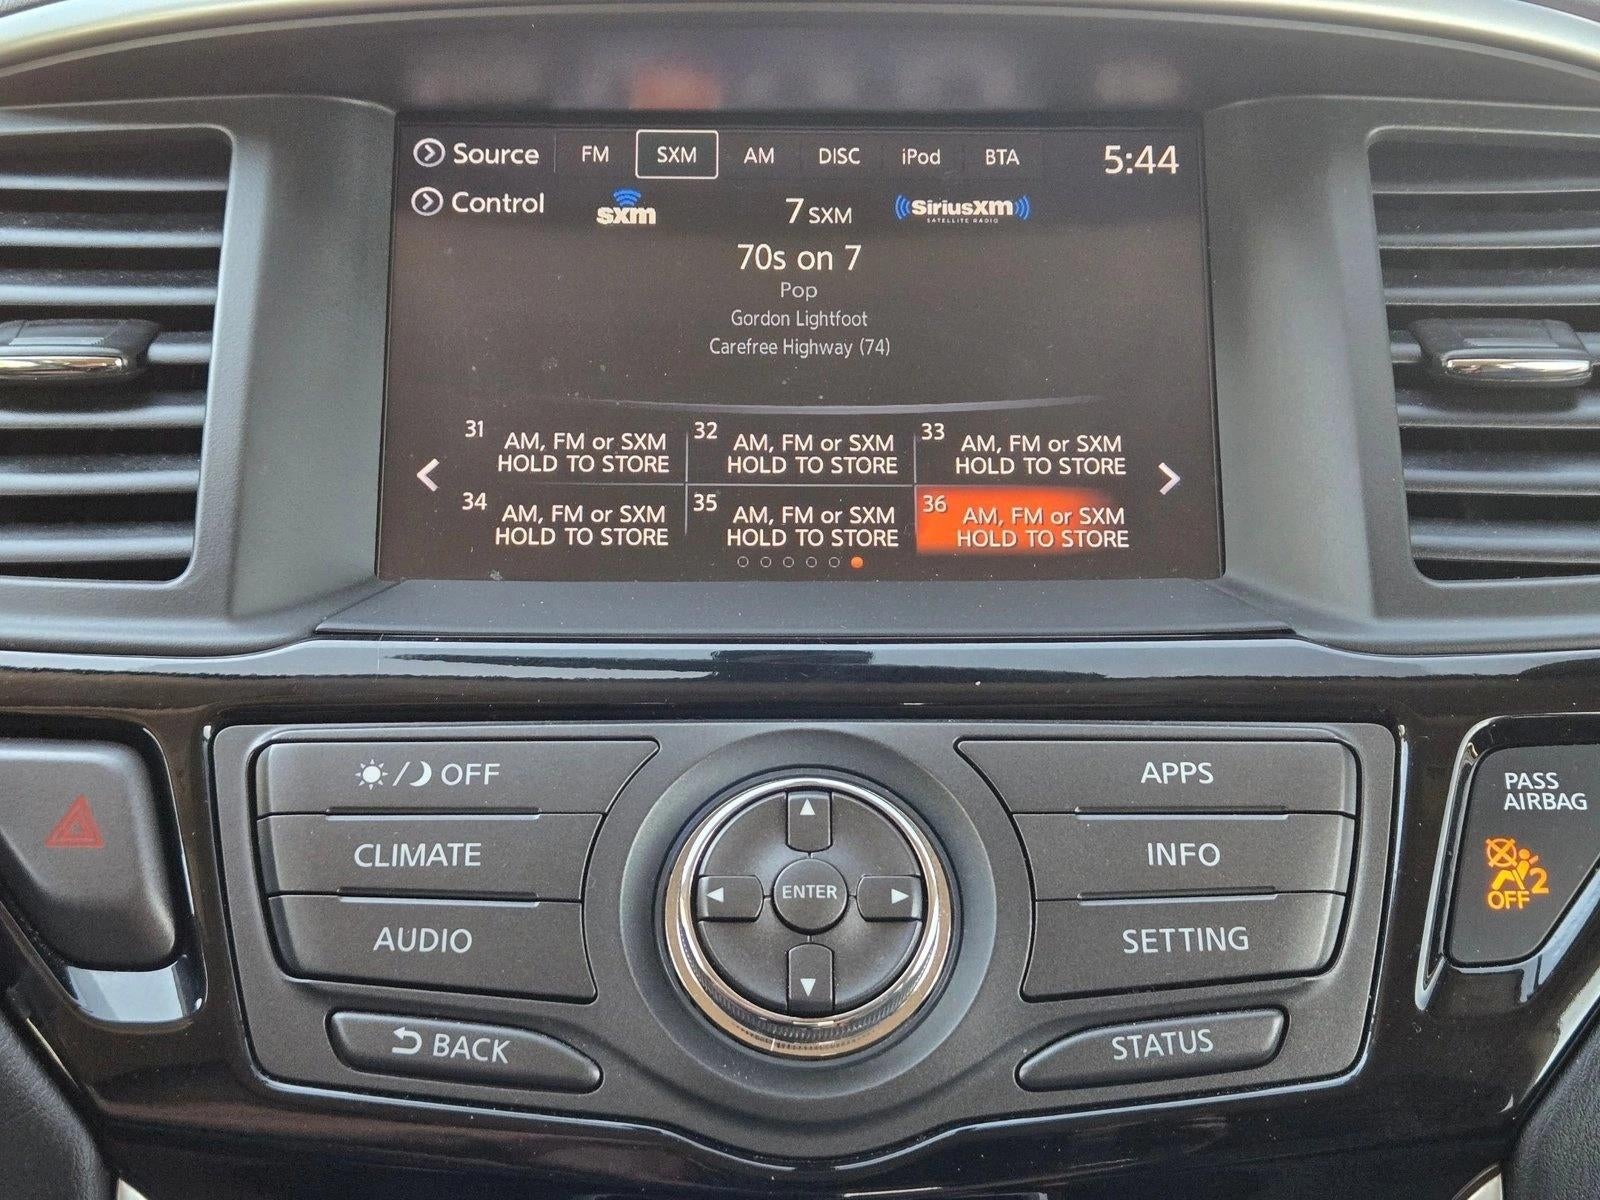 Source FM SXM AM DISC iPod BTA 5:44
Control sxm 7 SXM SiriusXM
SATELLITE RADIO
70s on 7
Pop
Gordon Lightfoot
Carefree Highway (74)
31 AM, FM or SXM
HOLD TO STORE
32 AM, FM or SXM
HOLD TO STORE
33 AM, FM or SXM
HOLD TO STORE
34 AM, FM or SXM
HOLD TO STORE
35 AM, FM or SXM
HOLD TO STORE
36 AM, FM or SXM
HOLD TO STORE
/ OFF
CLIMATE
AUDIO
BACK
ENTER
APPS
INFO
SETTING
STATUS
PASS
AIRBAG
2
OFF